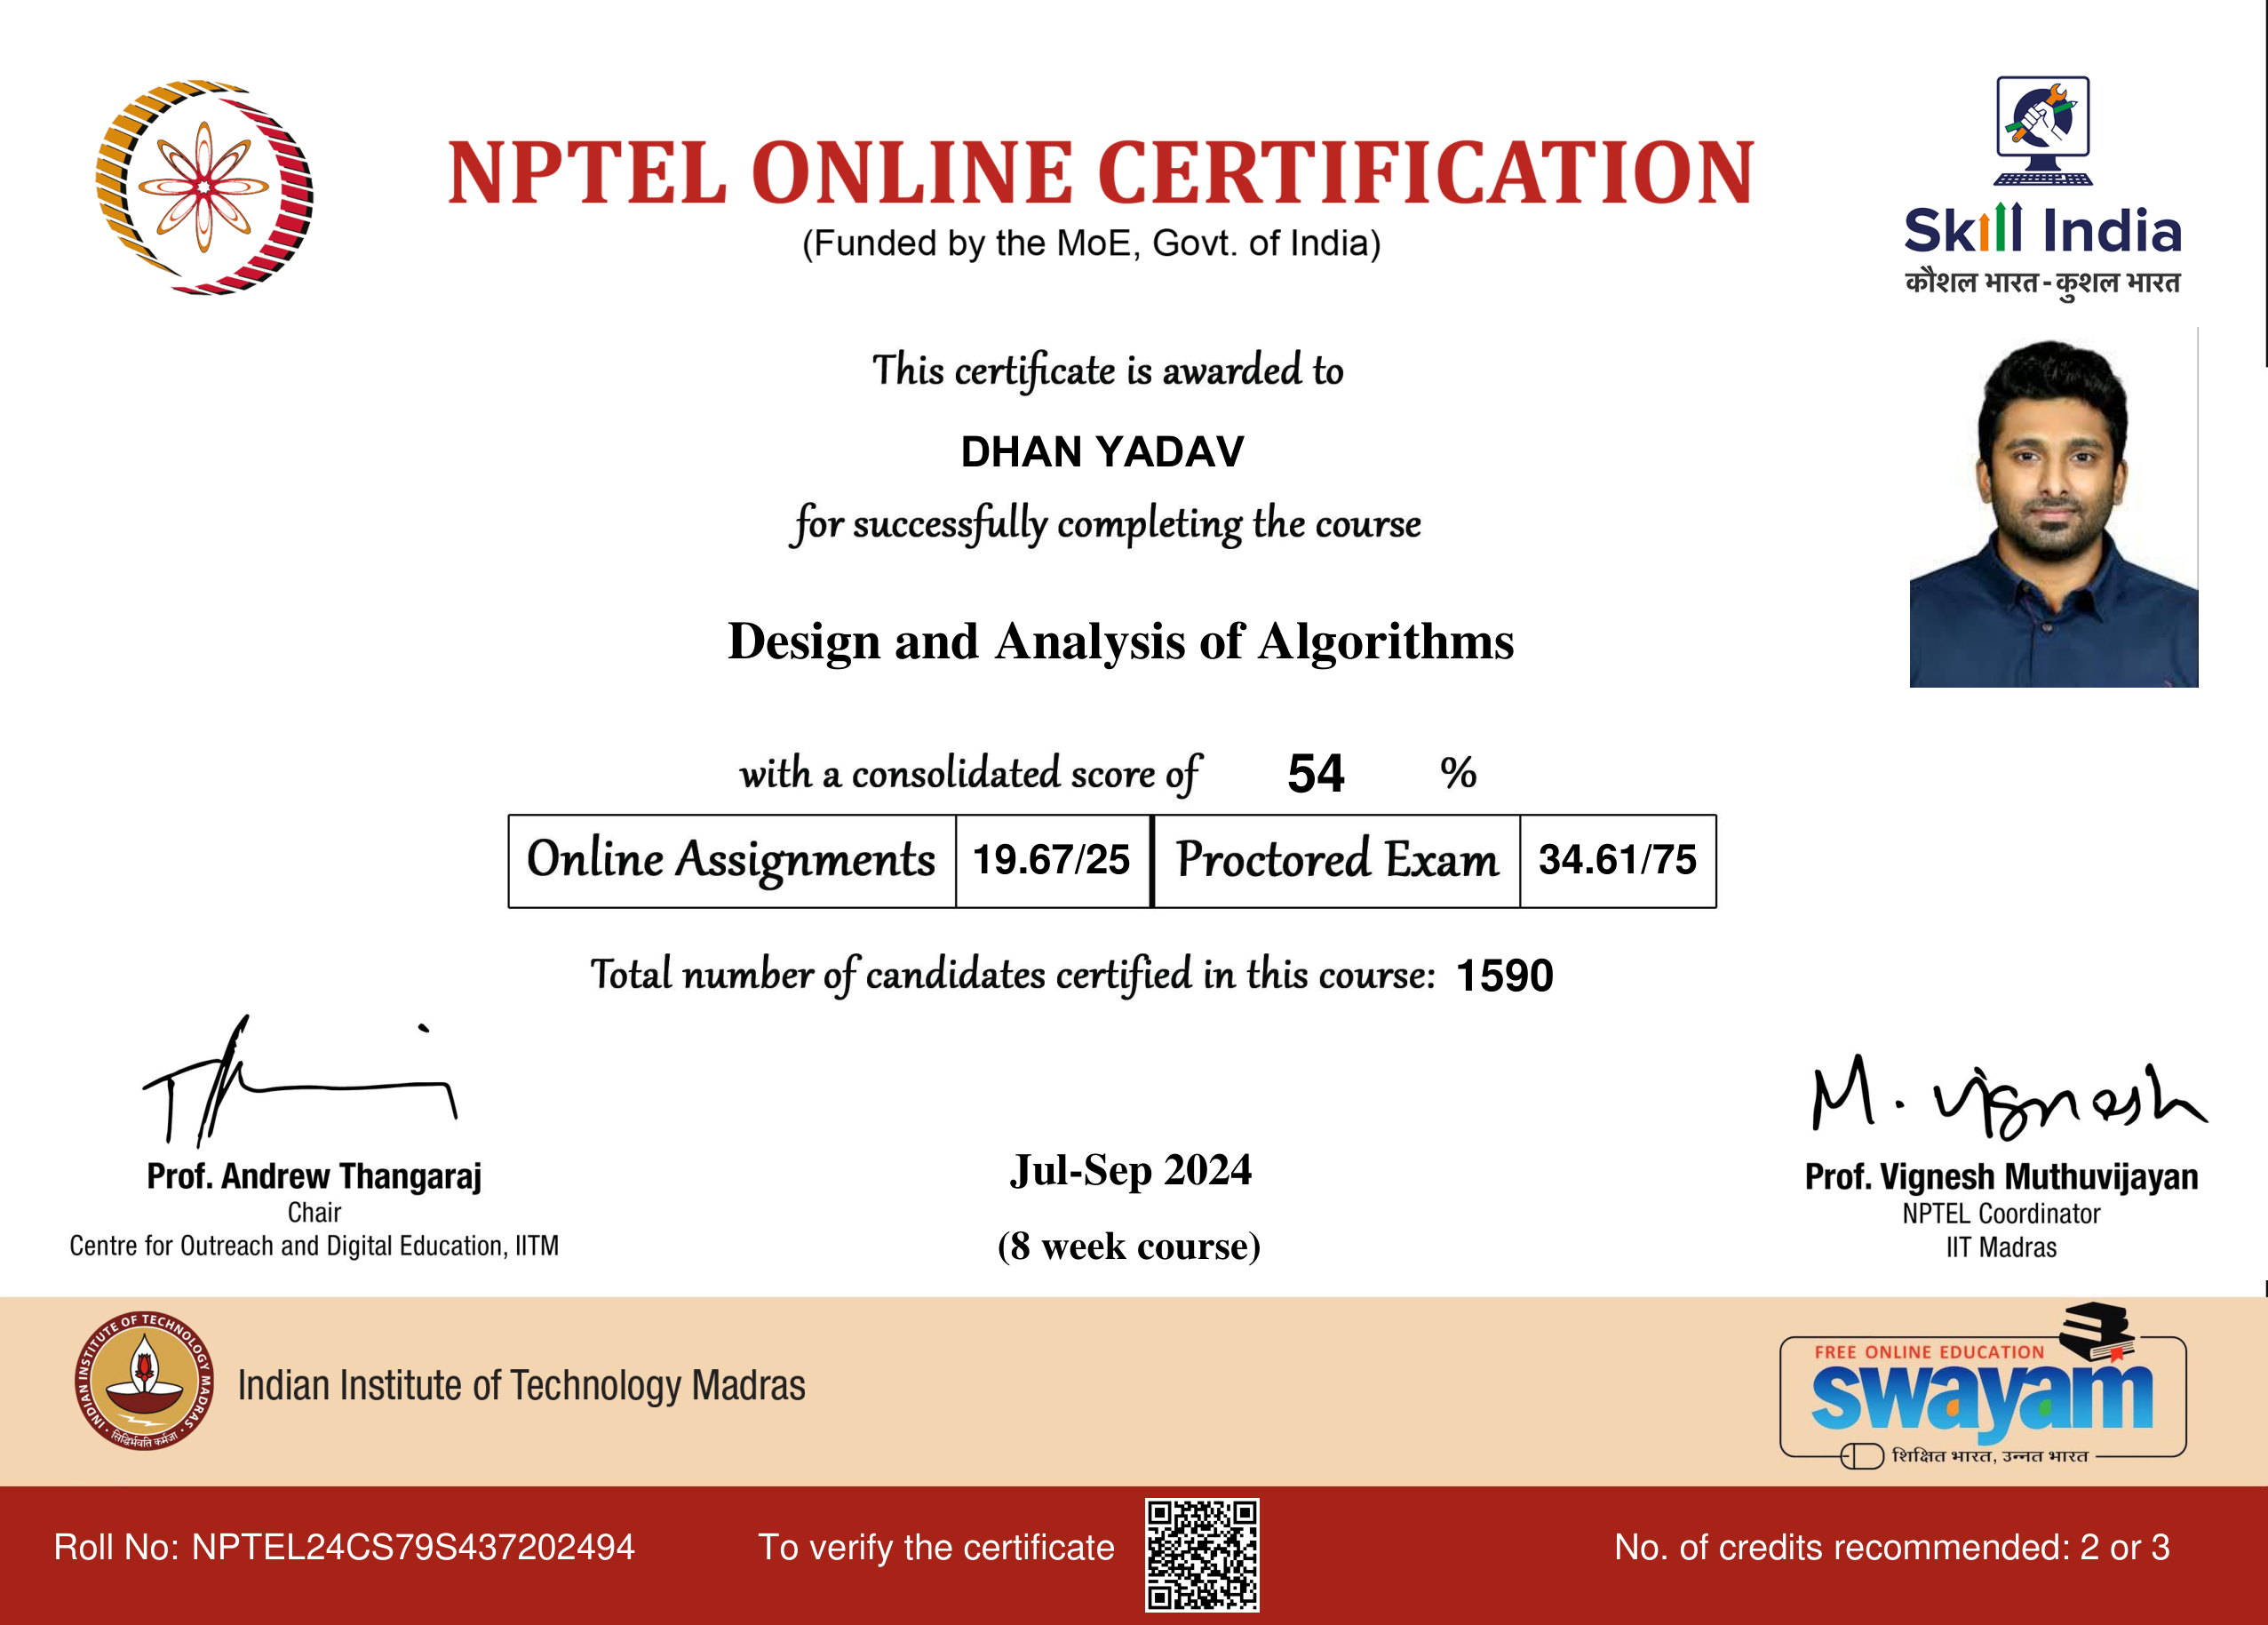 NPTEL ONLINE CERTIFICATION
(Funded by the MoE, Govt. of India)
Skill India
कौशल भारत - कुशल भारत
This certificate is awarded to
DHAN YADAV
for successfully completing the course
Design and Analysis of Algorithms
with a consolidated score of 54 %
Online Assignments 19.67/25 Proctored Exam 34.61/75
Total number of candidates certified in this course: 1590
M. Vignesh
Prof. Andrew Thangaraj
Chair
Centre for Outreach and Digital Education, IITM
Jul-Sep 2024
(8 week course)
Prof. Vignesh Muthuvijayan
NPTEL Coordinator
IIT Madras
INDIAN INSTITUTE OF TECHNOLOGY MADRAS
सिद्धिर्भवति कर्मजा
Indian Institute of Technology Madras
FREE ONLINE EDUCATION
swayam
शिक्षित भारत, उन्नत भारत
Roll No: NPTEL24CS79S437202494
To verify the certificate
No. of credits recommended: 2 or 3